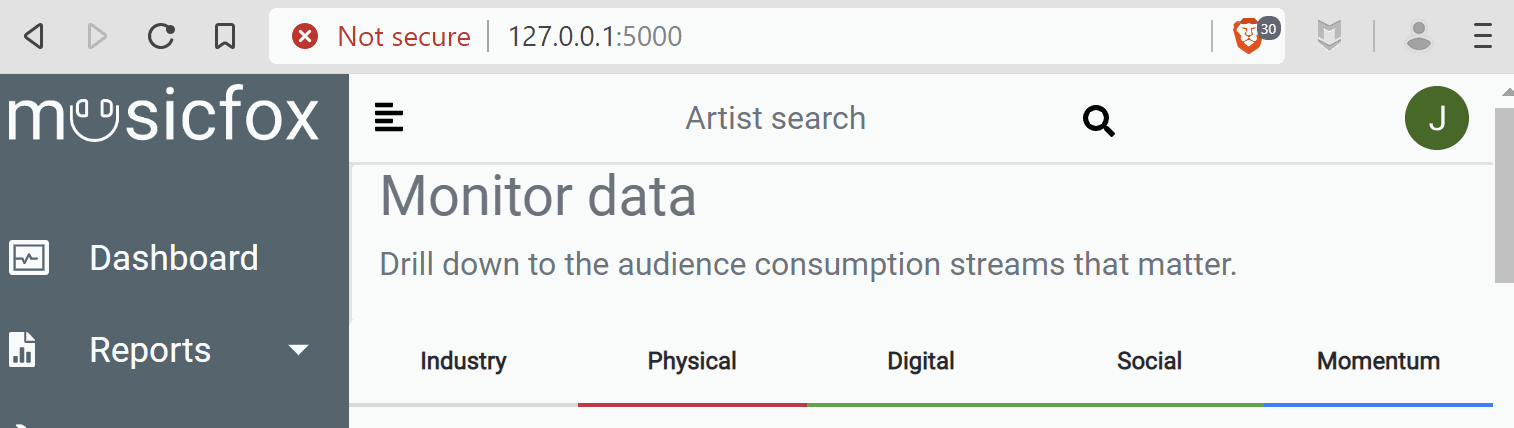 Not secure 127.0.0.1:5000 30
musicfox
Artist search
J
Monitor data
Drill down to the audience consumption streams that matter.
Dashboard
Reports
Industry Physical Digital Social Momentum